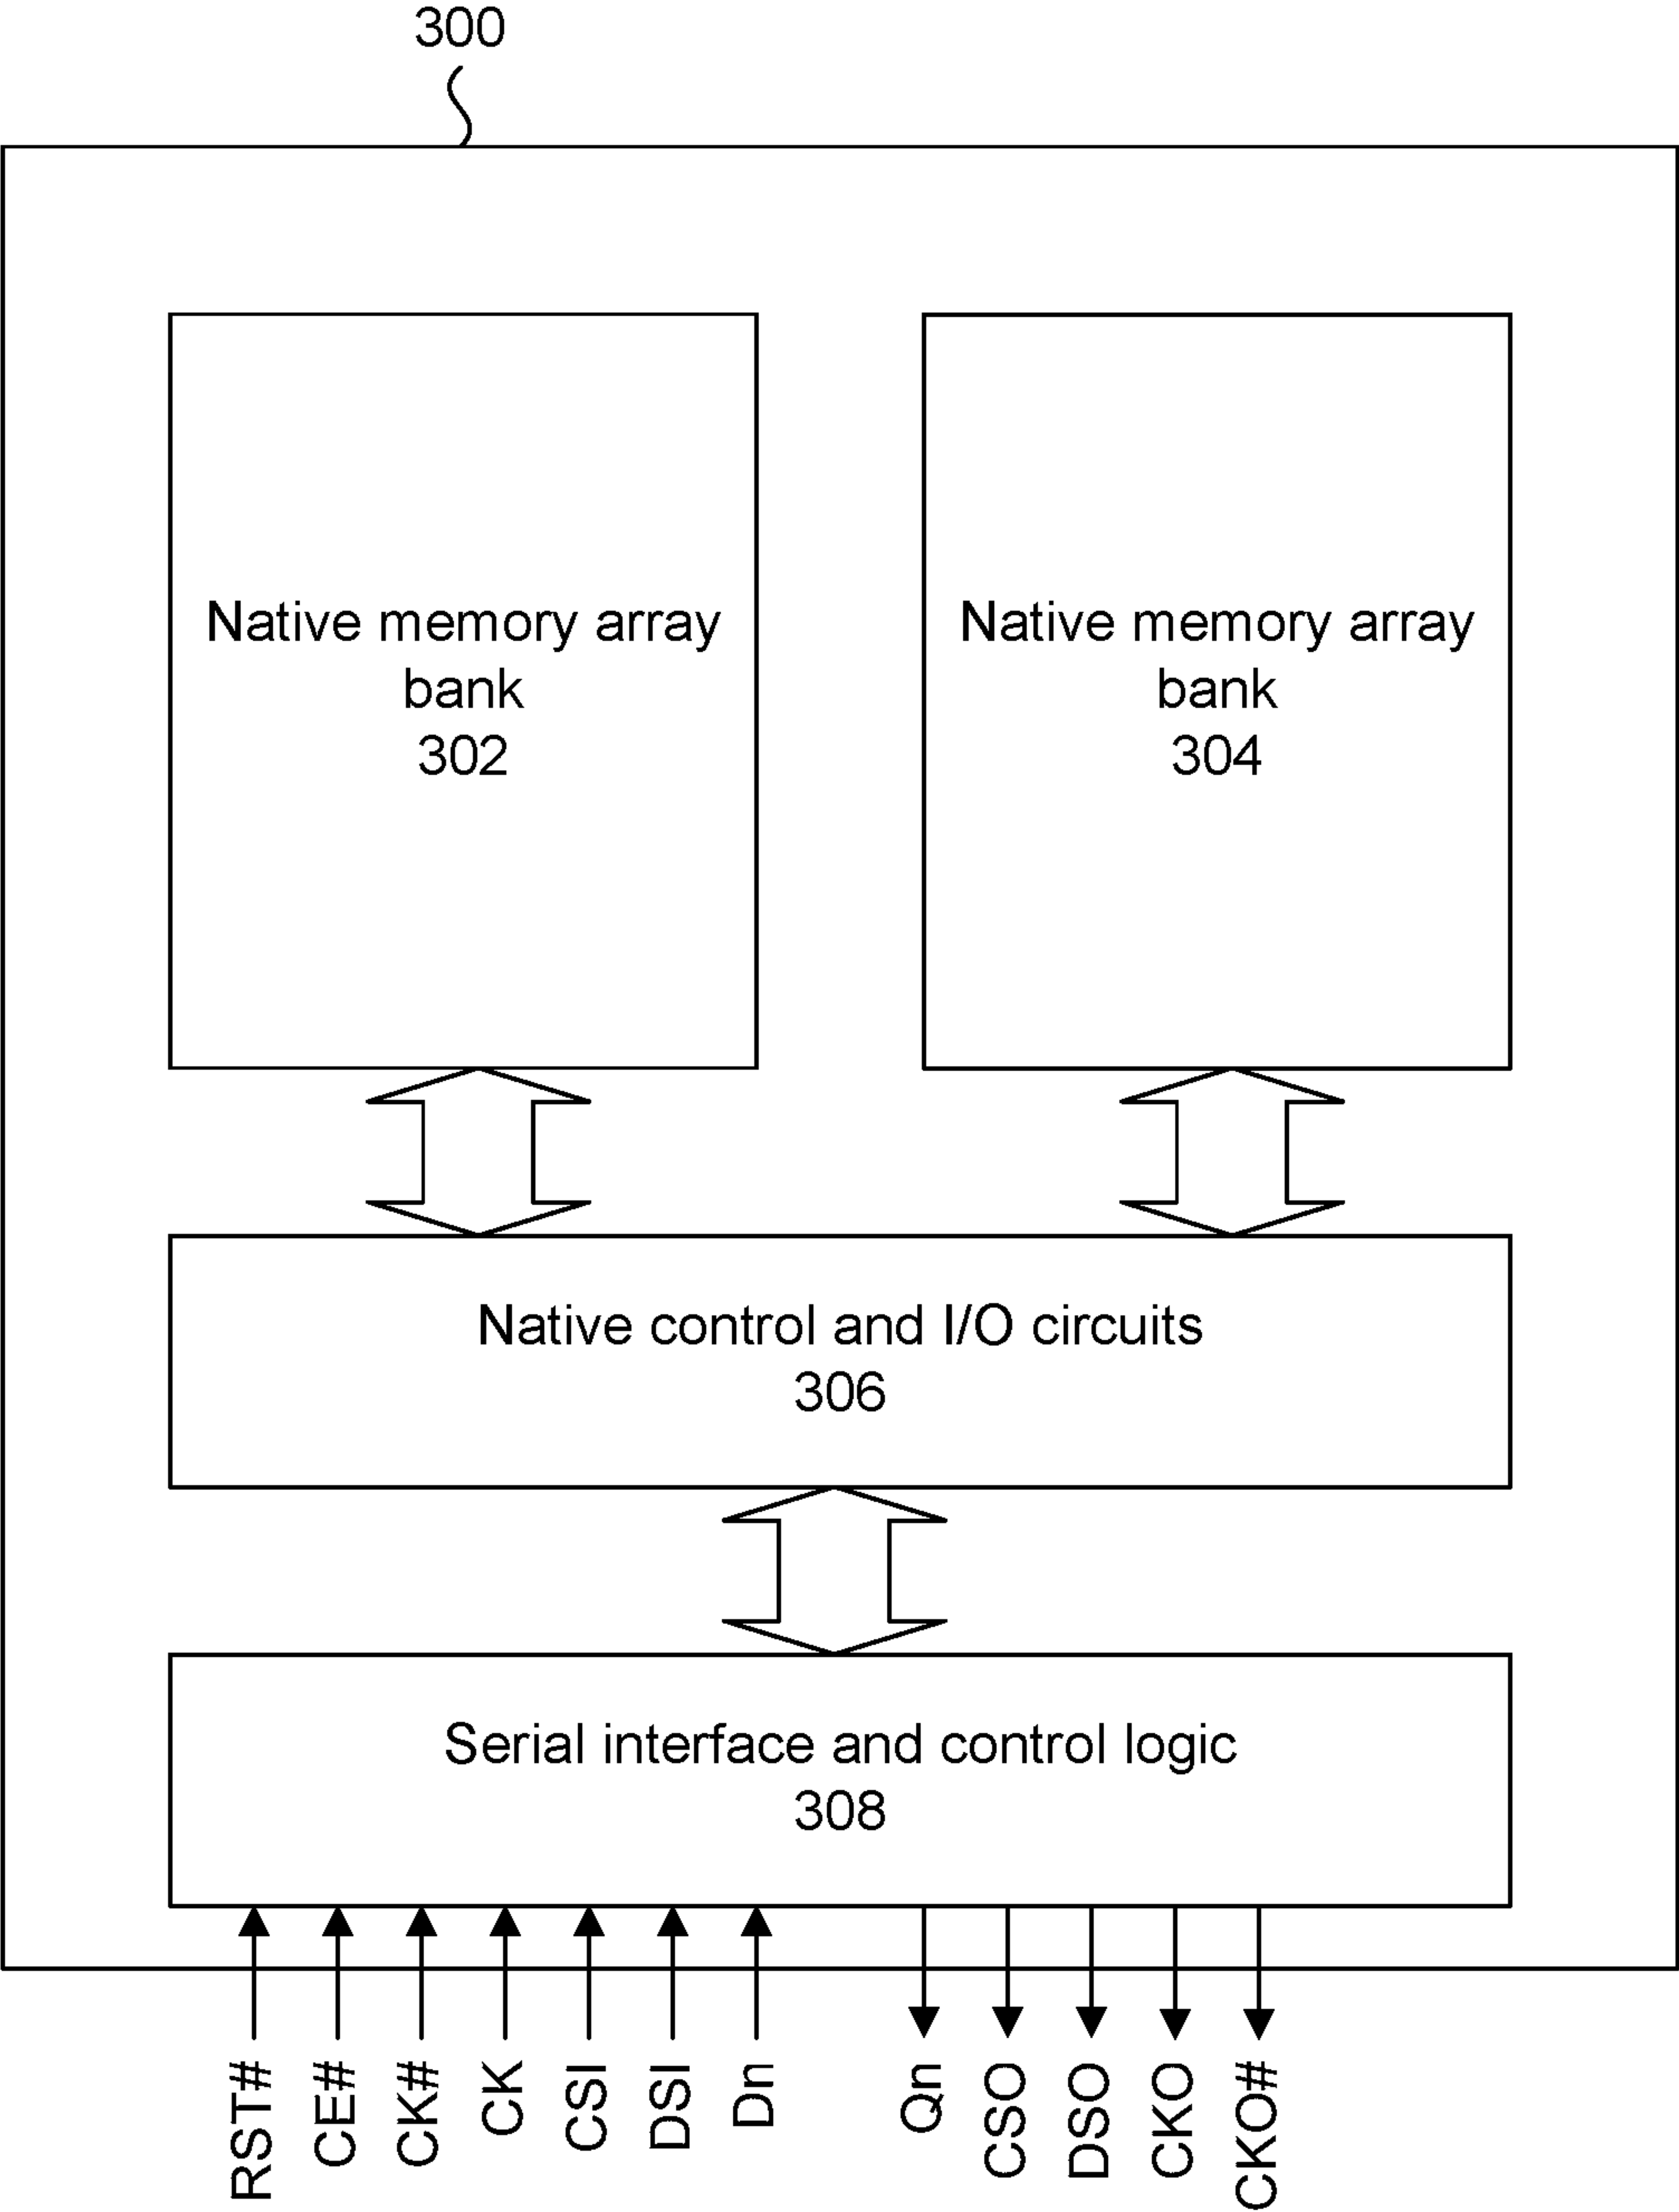 300
Native memory array
bank
302
Native memory array
bank
304
Native control and I/O circuits
306
Serial interface and control logic
308
RST#
CE#
CK#
CK
CSI
DSI
Dn
Qn
CSO
DSO
CKO
CKO#